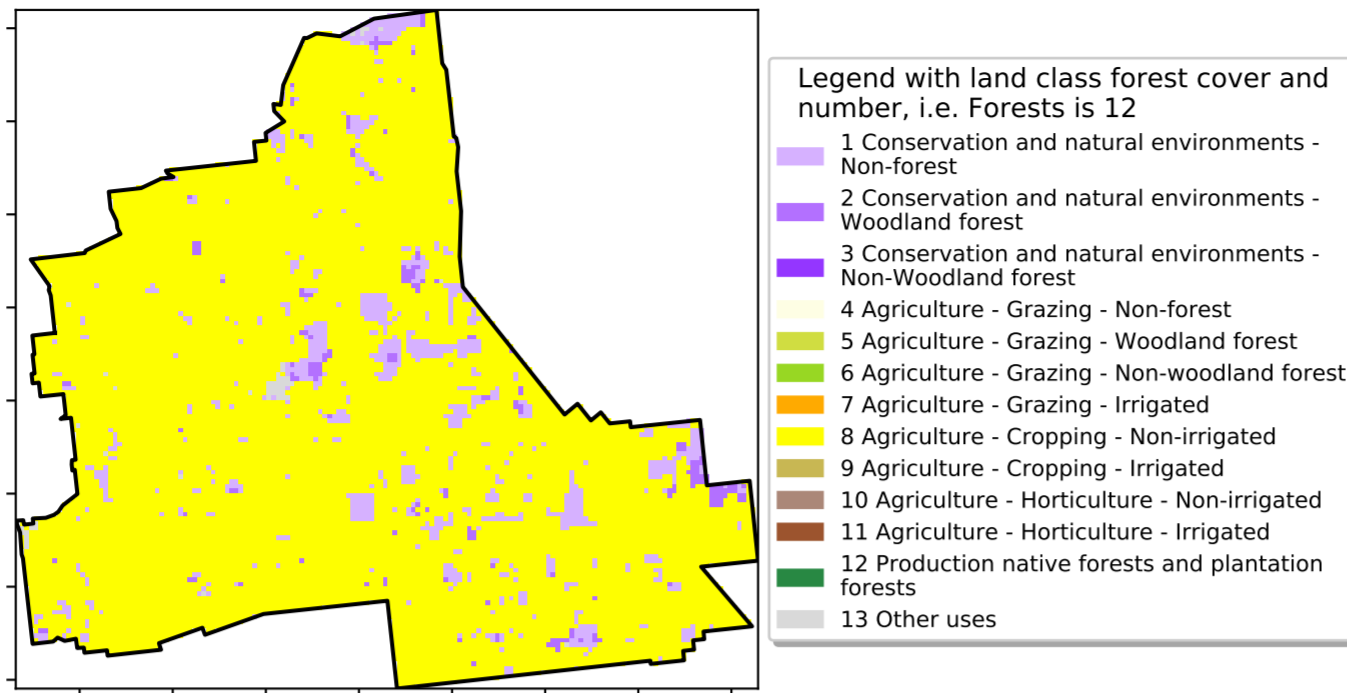 Legend with land class forest cover and
number, i.e. Forests is 12
1 Conservation and natural environments -
Non-forest
2 Conservation and natural environments -
Woodland forest
3 Conservation and natural environments -
Non-Woodland forest
4 Agriculture - Grazing - Non-forest
5 Agriculture - Grazing - Woodland forest
6 Agriculture - Grazing - Non-woodland forest
7 Agriculture - Grazing - Irrigated
8 Agriculture - Cropping - Non-irrigated
9 Agriculture - Cropping - Irrigated
10 Agriculture - Horticulture - Non-irrigated
11 Agriculture - Horticulture - Irrigated
12 Production native forests and plantation
forests
13 Other uses